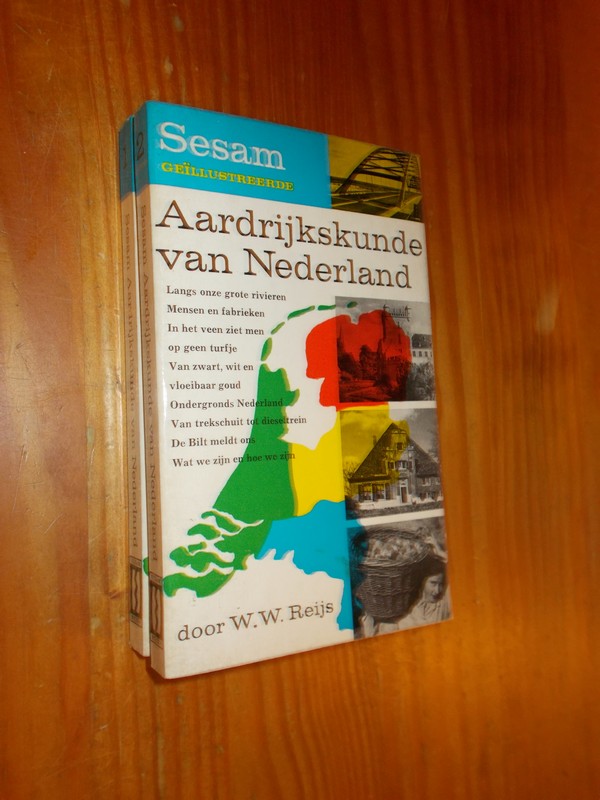 Sesam
GEÏLLUSTREERDE
Aardrijkskunde
van Nederland
Langs onze grote rivieren
Mensen en fabrieken
In het veen ziet men
op geen turfje
Van zwart, wit en
vloeibaar goud
Ondergronds Nederland
Van trekschuit tot dieseltrein
De Bilt meldt ons
Wat we zijn en hoe we zijn
door W.W. Reijs
2
Sesam Aardrijkskunde van Nederland
Sesam Aardrijkskunde van Nederland